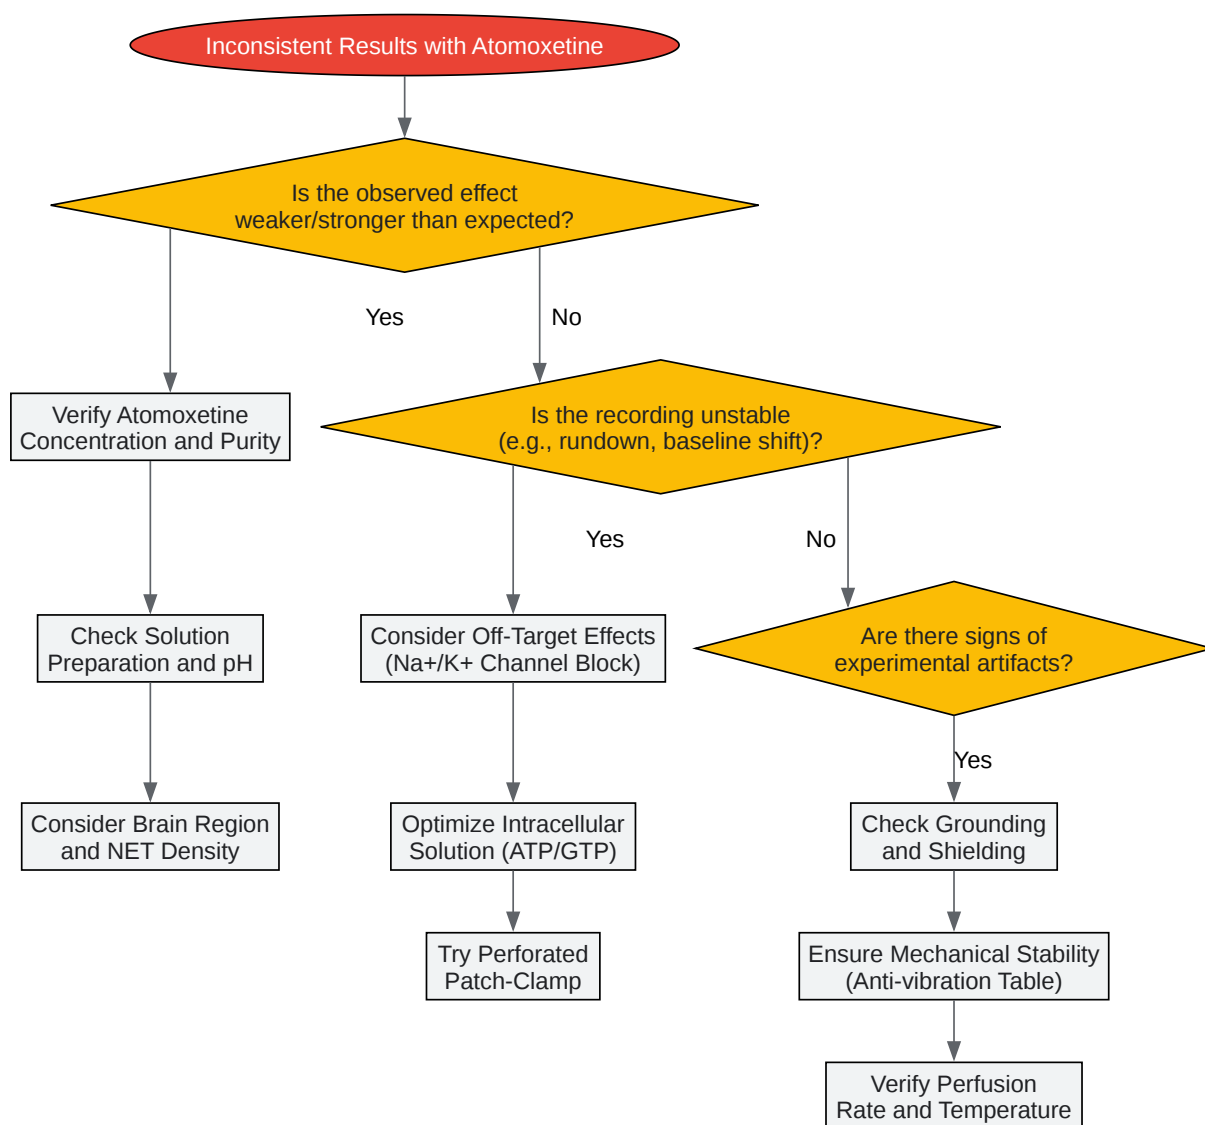 Inconsistent Results with Atomoxetine
Is the observed effect
weaker/stronger than expected?
Yes
No
Verify Atomoxetine
Concentration and Purity
Is the recording unstable
(e.g., rundown, baseline shift)?
Yes
No
Check Solution
Preparation and pH
Consider Off-Target Effects
(Na+/K+ Channel Block)
Are there signs of
experimental artifacts?
Yes
Consider Brain Region
and NET Density
Optimize Intracellular
Solution (ATP/GTP)
Check Grounding
and Shielding
Try Perforated
Patch-Clamp
Ensure Mechanical Stability
(Anti-vibration Table)
Verify Perfusion
Rate and Temperature